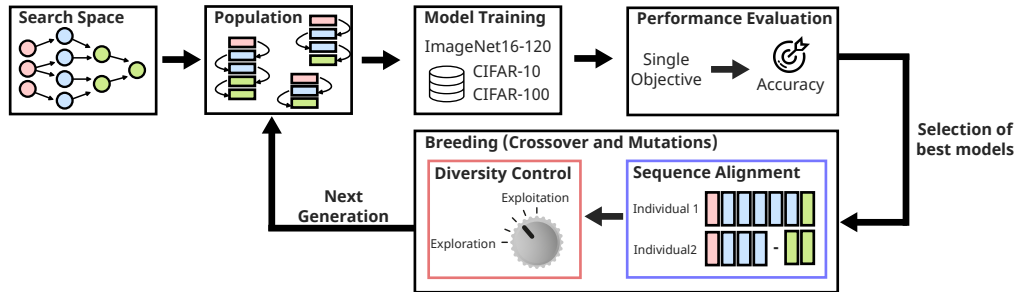 Search Space
Population
Model Training
ImageNet16-120
CIFAR-10
CIFAR-100
Performance Evaluation
Single
Objective
Accuracy
Selection of
best models
Breeding (Crossover and Mutations)
Diversity Control
Exploitation
Exploration
Sequence Alignment
Individual 1
Individual2
-
Next
Generation